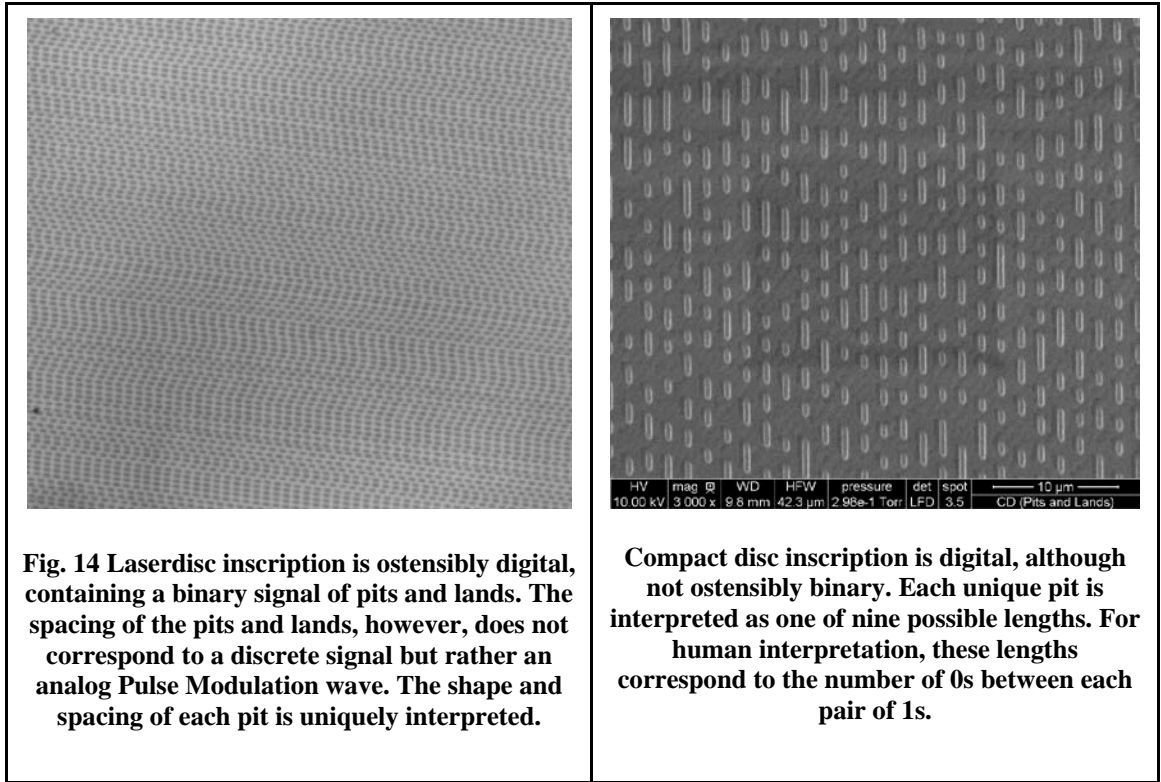 HV mag WD HFW pressure det spot 10 µm
10.00 kV 3 000 x 9.8 mm 42.3 µm 2.98e-1 Torr LFD 3.5 CD (Pits and Lands)
Fig. 14 Laserdisc inscription is ostensibly digital,
containing a binary signal of pits and lands. The
spacing of the pits and lands, however, does not
correspond to a discrete signal but rather an
analog Pulse Modulation wave. The shape and
spacing of each pit is uniquely interpreted.
Compact disc inscription is digital, although
not ostensibly binary. Each unique pit is
interpreted as one of nine possible lengths. For
human interpretation, these lengths
correspond to the number of 0s between each
pair of 1s.